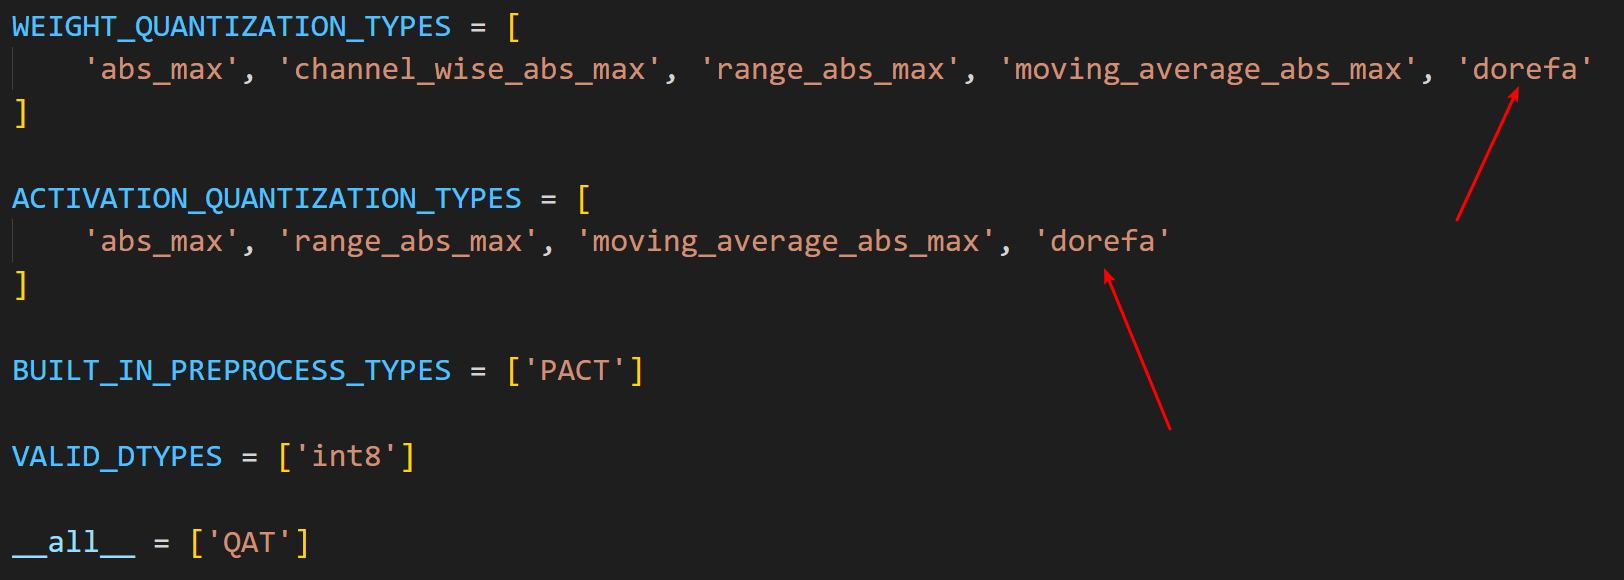 WEIGHT_QUANTIZATION_TYPES = [
    'abs_max', 'channel_wise_abs_max', 'range_abs_max', 'moving_average_abs_max', 'dorefa'
]
ACTIVATION_QUANTIZATION_TYPES = [
    'abs_max', 'range_abs_max', 'moving_average_abs_max', 'dorefa'
]
BUILT_IN_PREPROCESS_TYPES = ['PACT']
VALID_DTYPES = ['int8']
__all__ = ['QAT']